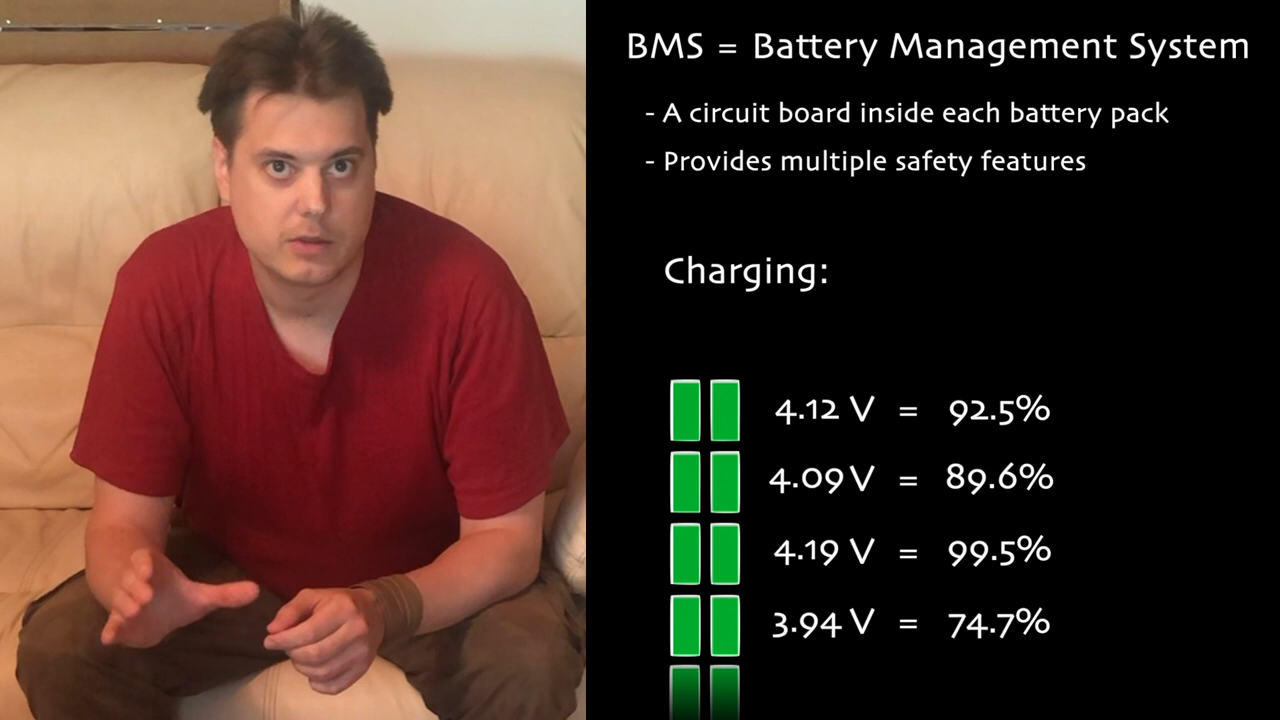 BMS = Battery Management System
- A circuit board inside each battery pack
- Provides multiple safety features
Charging:
4.12 V = 92.5%
4.09 V = 89.6%
4.19 V = 99.5%
3.94 V = 74.7%